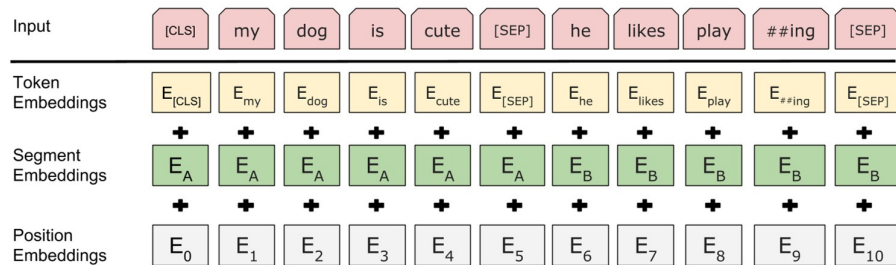 Input [CLS] my dog is cute [SEP] he likes play ##ing [SEP]
Token Embeddings E[CLS] Emy Edog Eis Ecute E[SEP] Ehe Elikes Eplay E##ing E[SEP]
+ + + + + + + + + + +
Segment Embeddings EA EA EA EA EA EA EB EB EB EB EB
+ + + + + + + + + + +
Position Embeddings E0 E1 E2 E3 E4 E5 E6 E7 E8 E9 E10